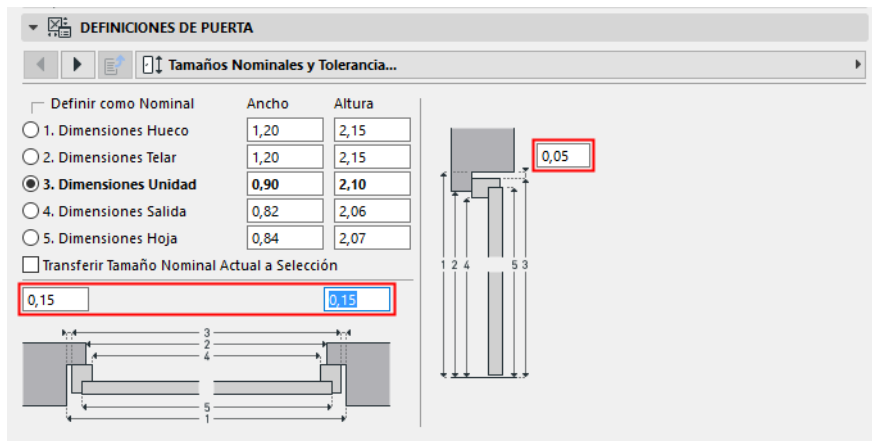 DEFINICIONES DE PUERTA
Tamaños Nominales y Tolerancia...
Definir como Nominal Ancho Altura
1. Dimensiones Hueco 1,20 2,15
2. Dimensiones Telar 1,20 2,15
3. Dimensiones Unidad 0,90 2,10
4. Dimensiones Salida 0,82 2,06
5. Dimensiones Hoja 0,84 2,07
Transferir Tamaño Nominal Actual a Selección
0,15 0,15
3
2
4
5
1
0,05
1 2 4 5 3